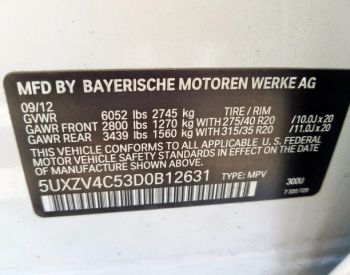 MFD BY BAYERISCHE MOTOREN WERKE AG
09/12
GVWR 6052 lbs 2745 kg TIRE / RIM
GAWR FRONT 2800 lbs 1270 kg WITH 275/40 R20 /10.0J x 20
GAWR REAR 3439 lbs 1560 kg WITH 315/35 R20 /11.0J x 20
THIS VEHICLE CONFORMS TO ALL APPLICABLE U.S. FEDERAL
MOTOR VEHICLE SAFETY STANDARDS IN EFFECT ON THE
DATE OF MANUFACTURE SHOWN ABOVE.
5UXZV4C53D0B12631 TYPE: MPV 300U